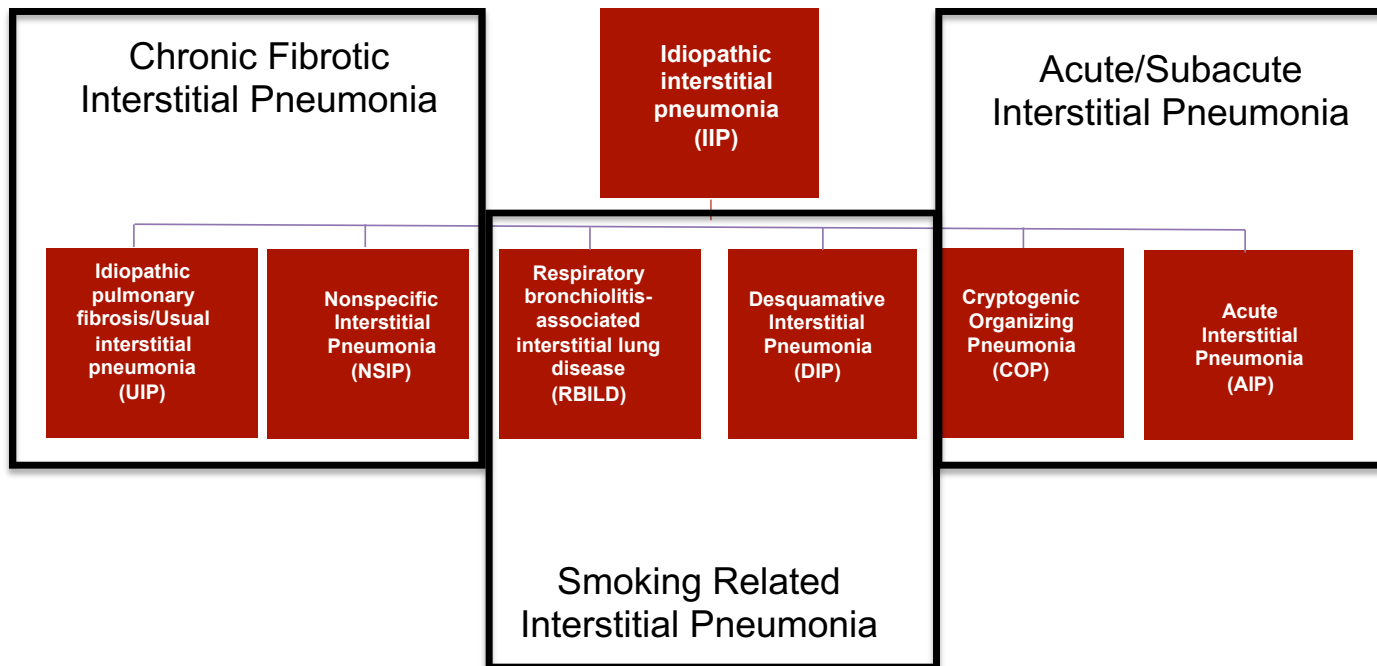 Chronic Fibrotic
Interstitial Pneumonia
Idiopathic
interstitial
pneumonia
(IIP)
Acute/Subacute
Interstitial Pneumonia
Idiopathic
pulmonary
fibrosis/Usual
interstitial
pneumonia
(UIP)
Nonspecific
Interstitial
Pneumonia
(NSIP)
Respiratory
bronchiolitis-
associated
interstitial lung
disease
(RBILD)
Desquamative
Interstitial
Pneumonia
(DIP)
Cryptogenic
Organizing
Pneumonia
(COP)
Acute
Interstitial
Pneumonia
(AIP)
Smoking Related
Interstitial Pneumonia